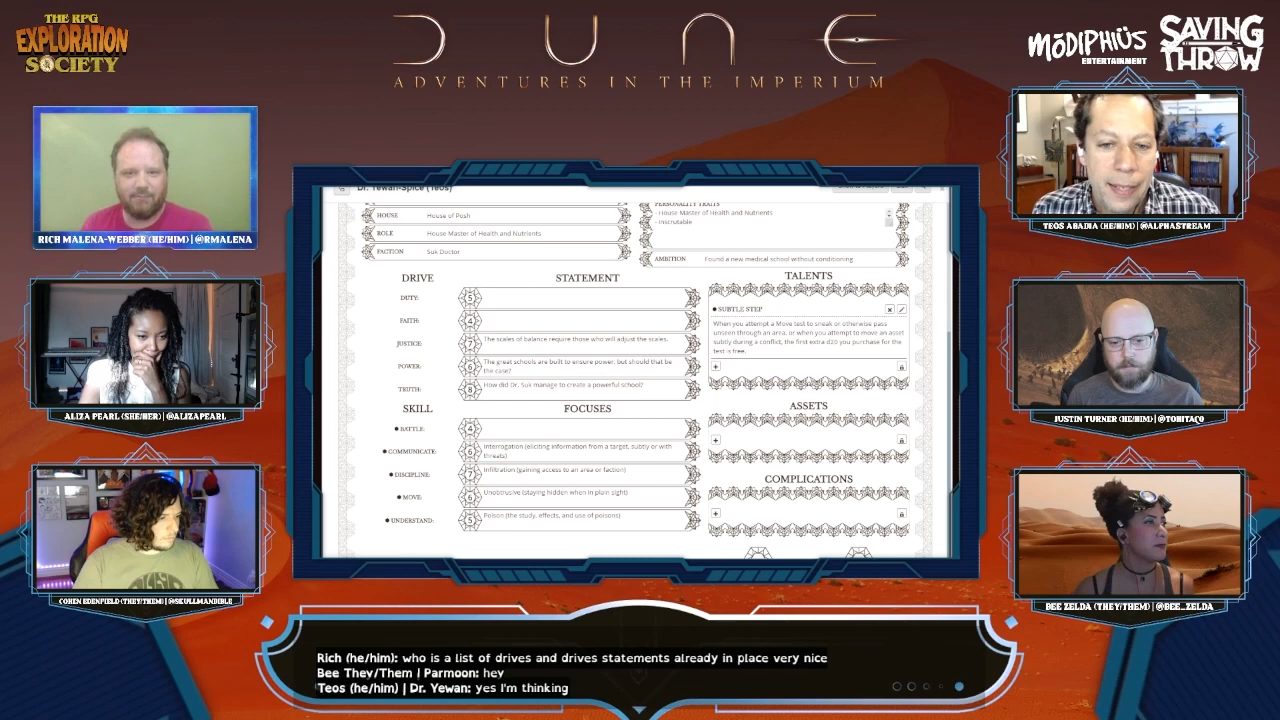 THE RPG
EXPLORATION
SOCIETY
DUNE
ADVENTURES IN THE IMPERIUM
MŌDIPHIÜS
ENTERTAINMENT
SAVING
THROW
RICH MALENA-WEBBER (HE/HIM) | @RMALENA
ALIZA PEARL (SHE/HER) | @ALIZAPEARL
COHEN EDENFIELD (THEY/THEM) | @SKULLMANDIBLE
Dr. Yewan-Spice (Teos)
HOUSE House of Posh
ROLE House Master of Health and Nutrients
FACTION Suk Doctor
PERSONALITY TRAITS
- House Master of Health and Nutrients
- Inscrutable
AMBITION Found a new medical school without conditioning
DRIVE STATEMENT
DUTY: 5
FAITH: 4
JUSTICE: 7 The scales of balance require those who will adjust the scales.
POWER: 6 The great schools are built to ensure power, but should that be
the case?
TRUTH: How did Dr. Suk manage to create a powerful school?
SKILL FOCUSES
BATTLE: 4
COMMUNICATE: 6 Interrogation (eliciting information from a target, subtly or with
threats)
DISCIPLINE: 7 Infiltration (gaining access to an area or faction)
MOVE: 6 Unobtrusive (staying hidden when in plain sight)
UNDERSTAND: 5 Poison (the study, effects, and use of poisons)
TALENTS
SUBTLE STEP
When you attempt a Move test to sneak or otherwise pass
unseen through an area, or when you attempt to move an asset
subtly during a conflict, the first extra d20 you purchase for the
test is free.
ASSETS
COMPLICATIONS
TEOS ABADIA (HE/HIM) | @ALPHASTREAM
JUSTIN TURNER (HE/HIM) | @TOHITACO
BEE ZELDA (THEY/THEM) | @BEE_ZELDA
Rich (he/him): who is a list of drives and drives statements already in place very nice
Bee They/Them | Parmoon: hey
Teos (he/him) | Dr. Yewan: yes I'm thinking